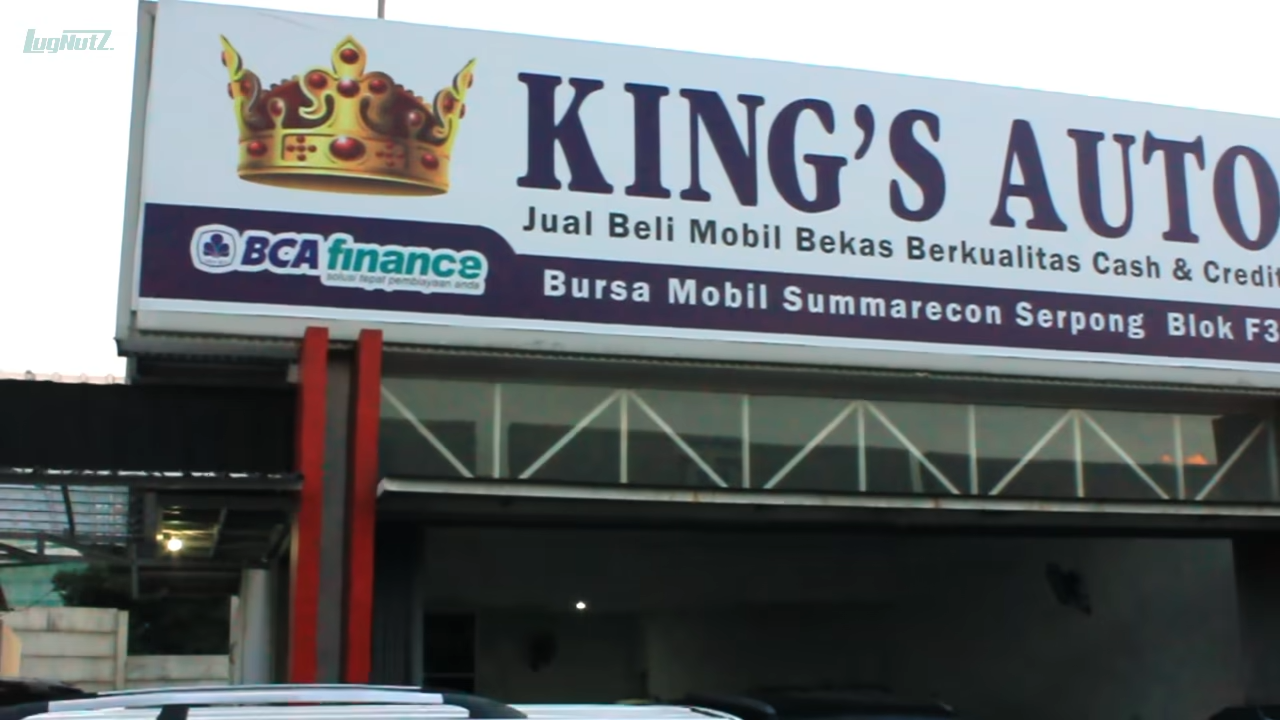 LugNutZ
KING'S AUTO
Jual Beli Mobil Bekas Berkualitas Cash & Credit
BCA finance
solusi tepat pembiayaan anda
Bursa Mobil Summarecon Serpong Blok F3